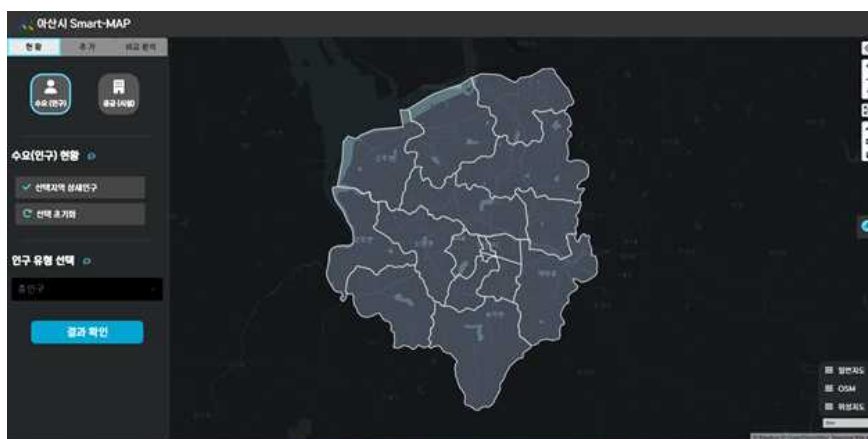 아산시 Smart-MAP
현황 추가 비교 분석
수요 (인구) 공급 (시설)
수요(인구) 현황
선택지역 상세인구
선택 초기화
인구 유형 선택
총인구
결과 확인
일반지도
OSM
위성지도